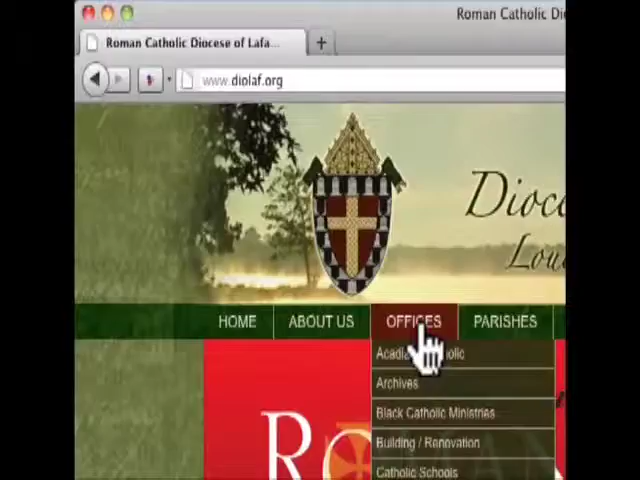 Roman Catholic Di
Roman Catholic Diocese of Lafa...
www.diolaf.org
Dioc
Lou
HOME
ABOUT US
OFFICES
PARISHES
Archives
Black Catholic Ministries
Building / Renovation
Catholic Schools